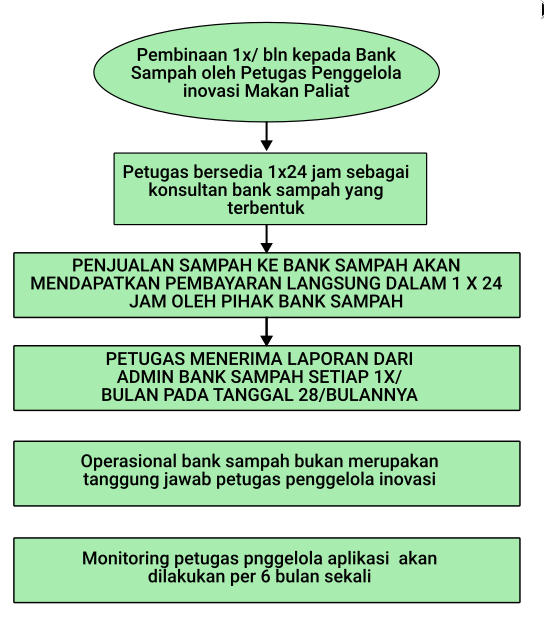 Pembinaan 1x/ bln kepada Bank
Sampah oleh Petugas Penggelola
inovasi Makan Paliat
Petugas bersedia 1x24 jam sebagai
konsultan bank sampah yang
terbentuk
PENJUALAN SAMPAH KE BANK SAMPAH AKAN
MENDAPATKAN PEMBAYARAN LANGSUNG DALAM 1 X 24
JAM OLEH PIHAK BANK SAMPAH
PETUGAS MENERIMA LAPORAN DARI
ADMIN BANK SAMPAH SETIAP 1X/
BULAN PADA TANGGAL 28/BULANNYA
Operasional bank sampah bukan merupakan
tanggung jawab petugas penggelola inovasi
Monitoring petugas pnggelola aplikasi  akan
dilakukan per 6 bulan sekali